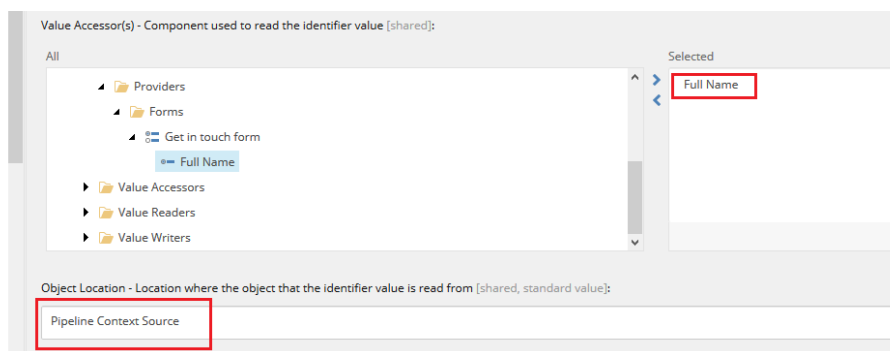 Value Accessor(s) - Component used to read the identifier value [shared]:
All
Selected
Providers
Full Name
Forms
Get in touch form
Full Name
Value Accessors
Value Readers
Value Writers
Object Location - Location where the object that the identifier value is read from [shared, standard value]:
Pipeline Context Source